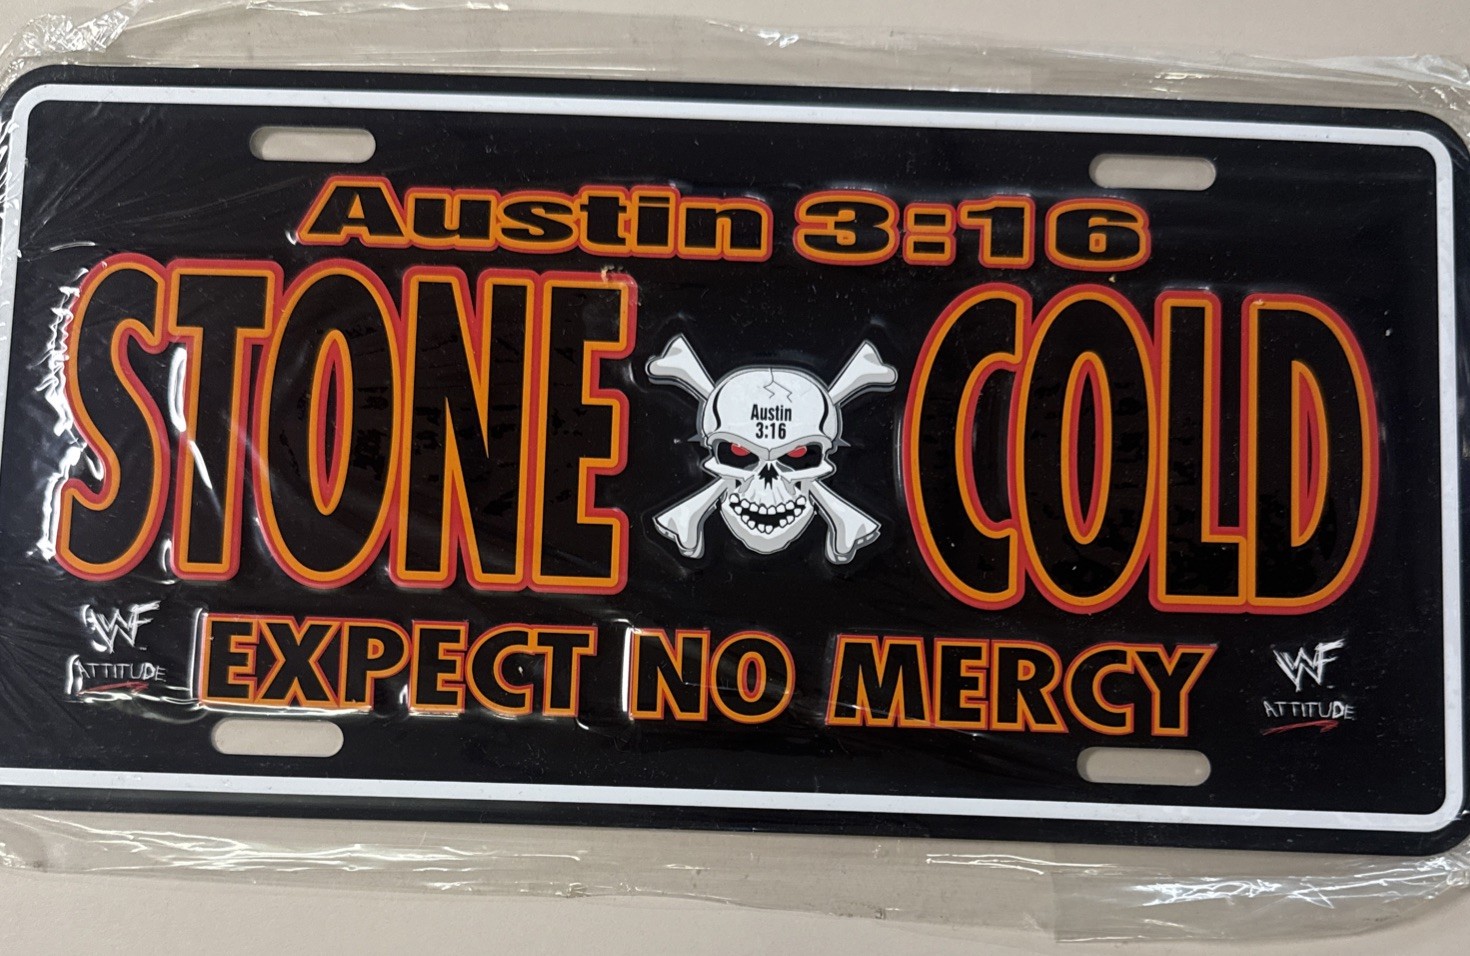 Austin 3:16
STONE COLD
Austin
3:16
EXPECT NO MERCY
WF
ATTITUDE
WF
ATTITUDE